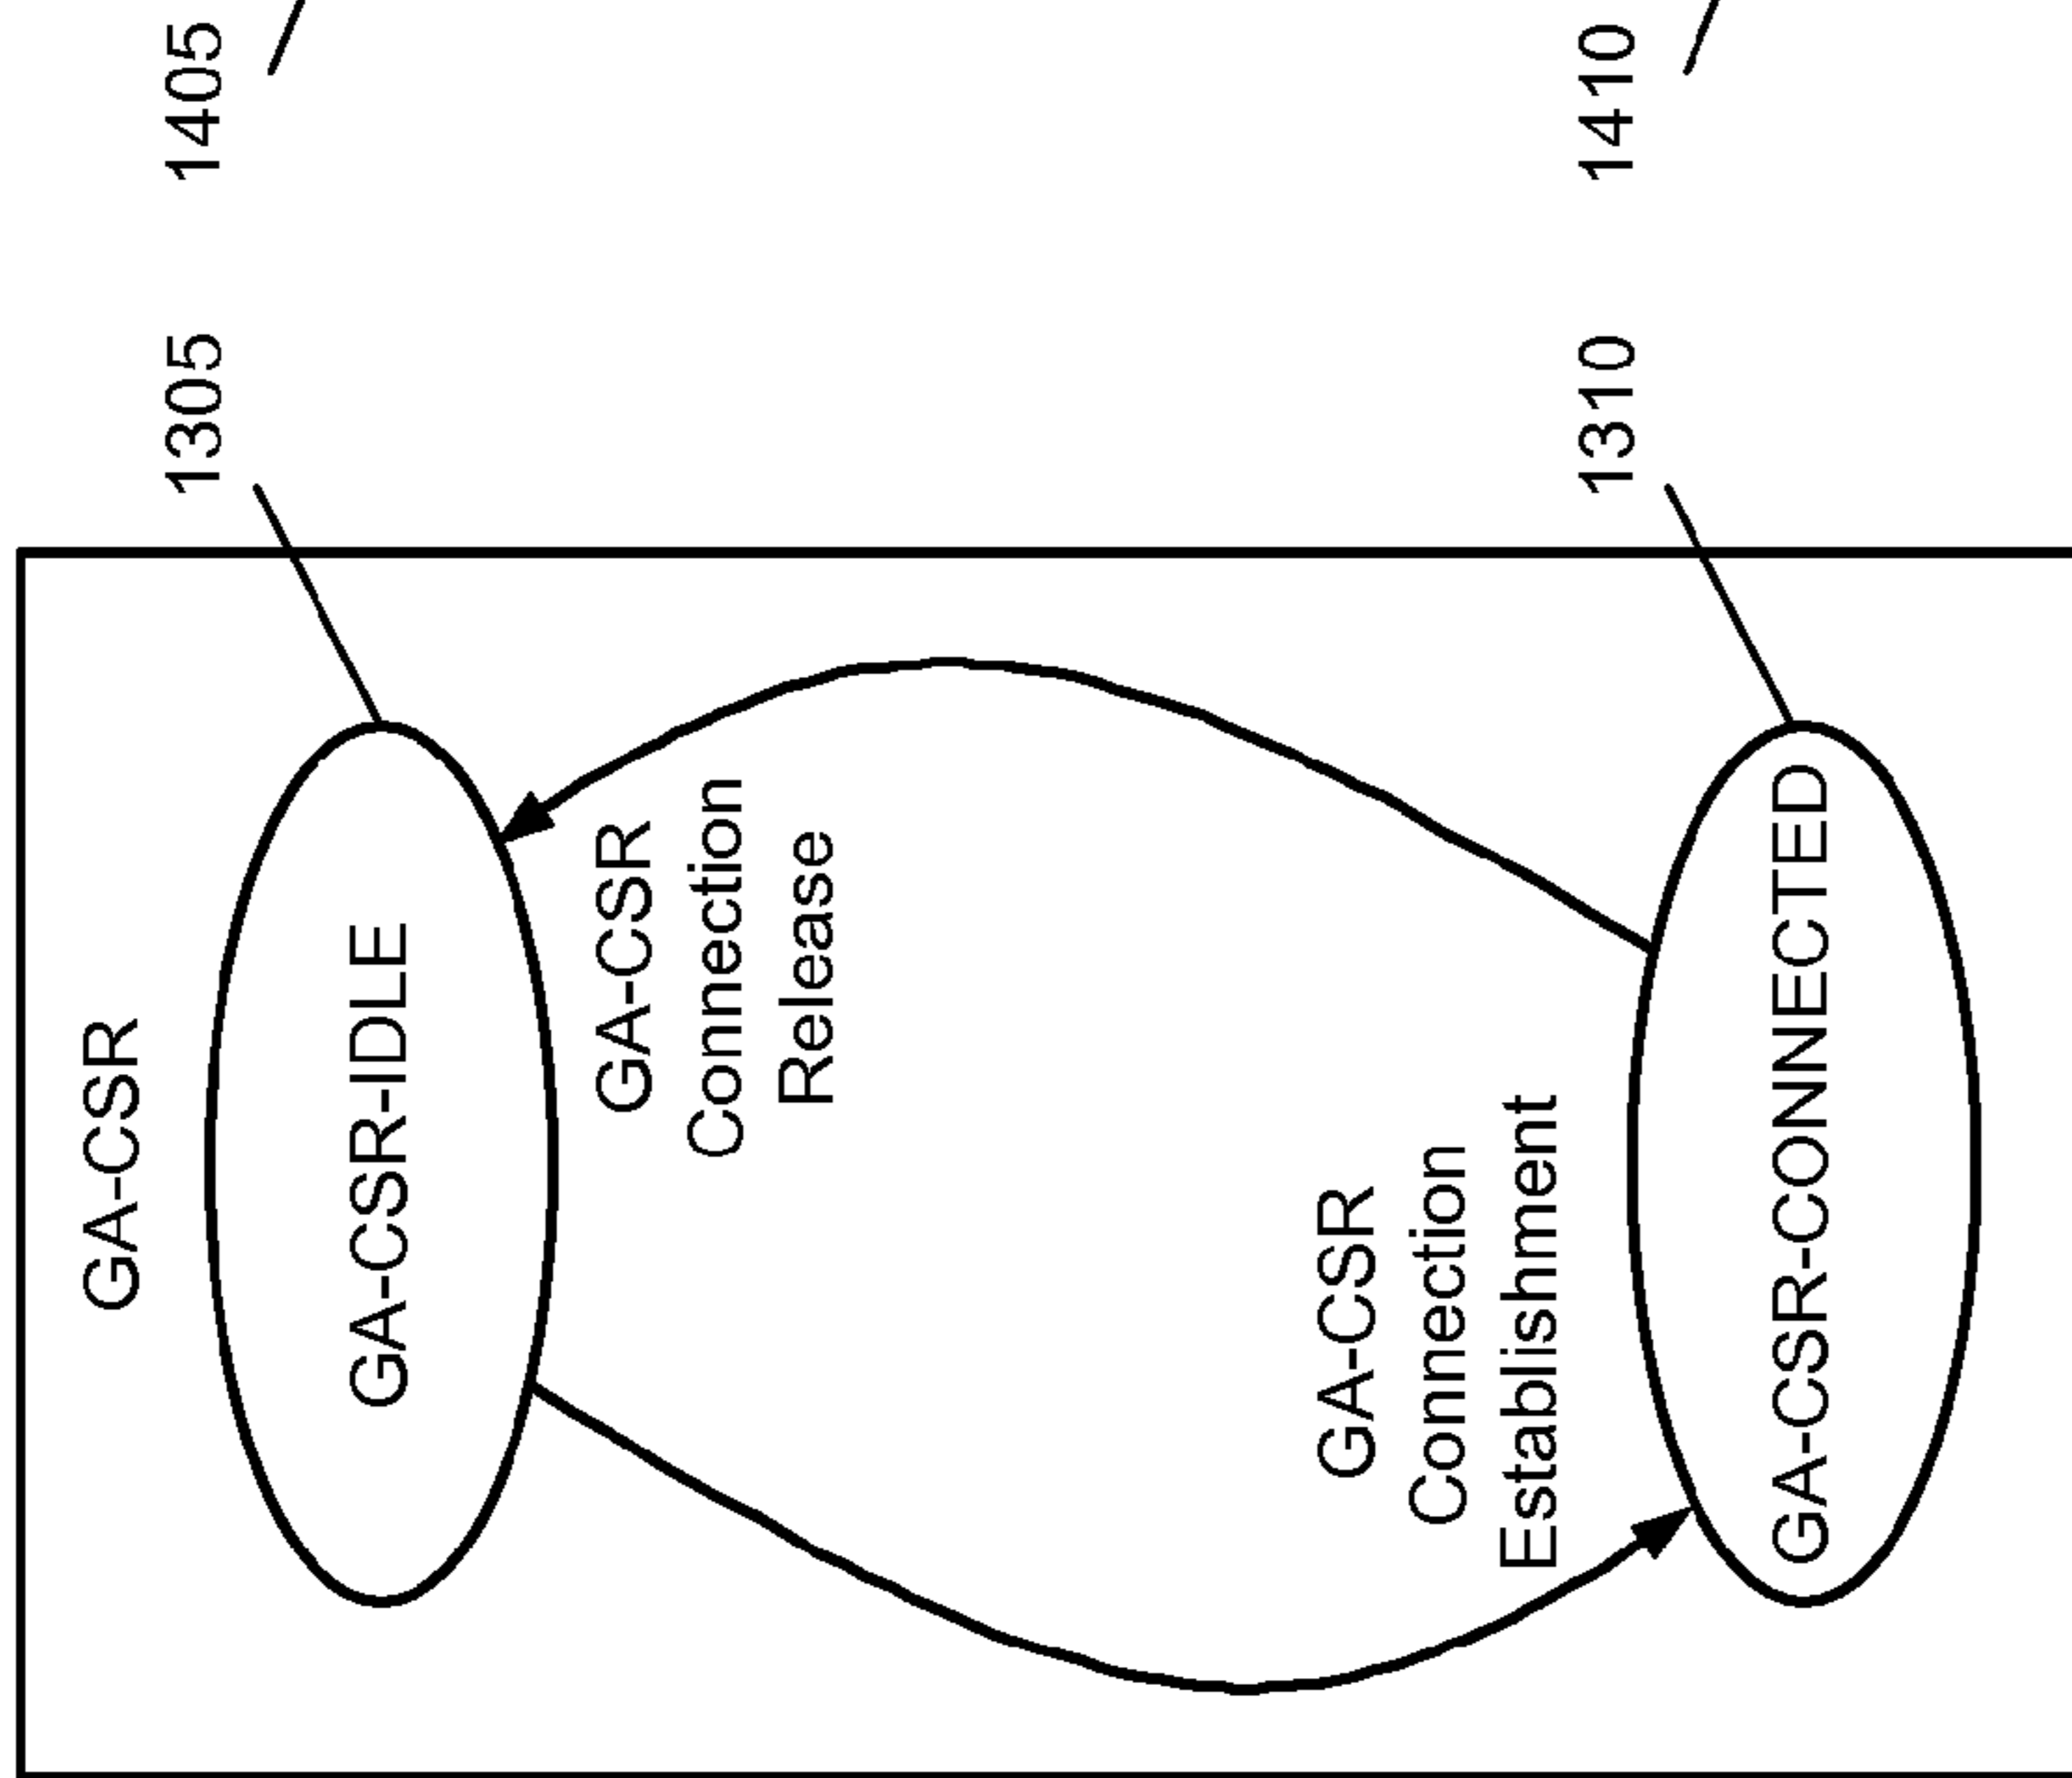 GA-CSR
GA-CSR-IDLE
GA-CSR
Connection
Release
GA-CSR
Connection
Establishment
GA-CSR-CONNECTED
1305
1310
1405
1410